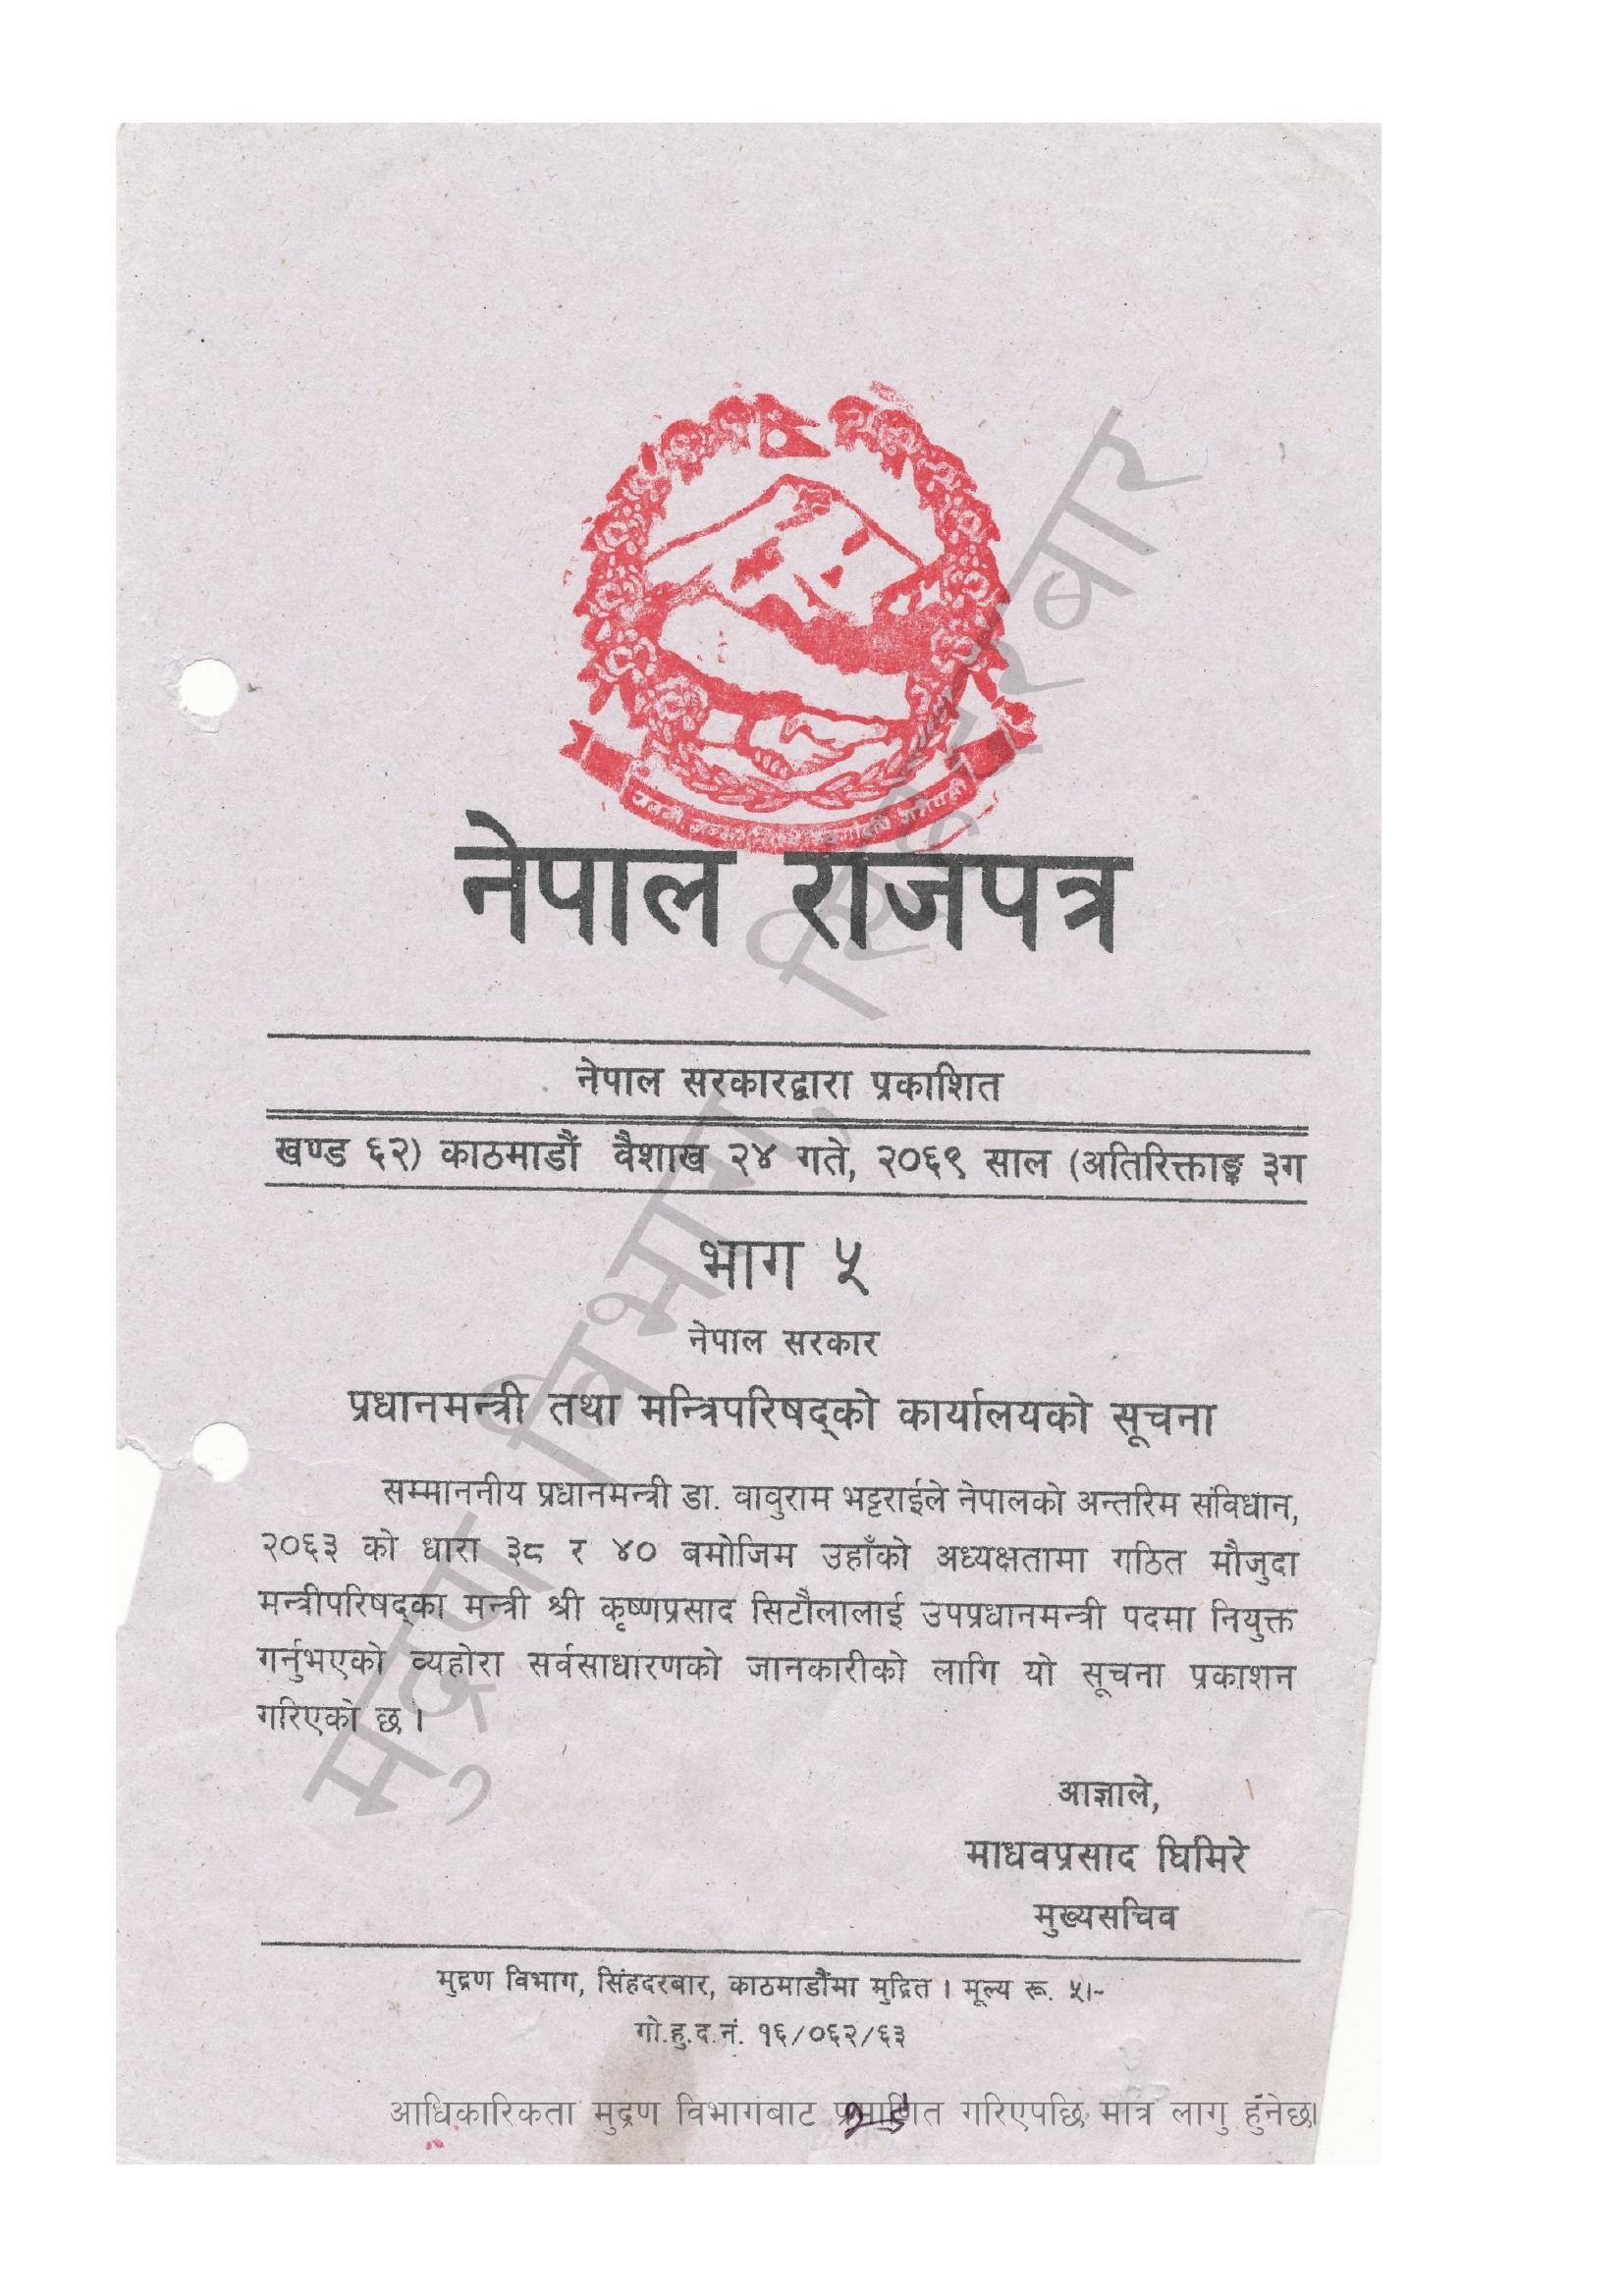 नेपाल राजपत्र
नेपाल सरकारद्वारा प्रकाशित
खण्ड ६२) काठमाडौं वैशाख २४ गते, २०६९ साल (अतिरिक्ताङ्क ३ग
भाग ५
नेपाल सरकार
प्रधानमन्त्री तथा मन्त्रिपरिषद्को कार्यालयको सूचना
सम्माननीय प्रधानमन्त्री डा. वावुराम भट्टराईले नेपालको अन्तरिम संविधान,
२०६३ को धारा ३८ र ४० बमोजिम उहाँको अध्यक्षतामा गठित मौजुदा
मन्त्रीपरिषद्का मन्त्री श्री कृष्णप्रसाद सिटौलालाई उपप्रधानमन्त्री पदमा नियुक्त
गर्नुभएको व्यहोरा सर्वसाधारणको जानकारीको लागि यो सूचना प्रकाशन
गरिएको छ ।
आज्ञाले,
माधवप्रसाद घिमिरे
मुख्यसचिव
मुद्रण विभाग, सिंहदरबार, काठमाडौंमा मुद्रित । मूल्य रू. ५।-
गो.हु.द.नं. १६/०६२/६३
आधिकारिकता मुद्रण विभागबाट प्रमाणित गरिएपछि मात्र लागु हुनेछ।
मुद्रण विभाग, सिंहदरबार